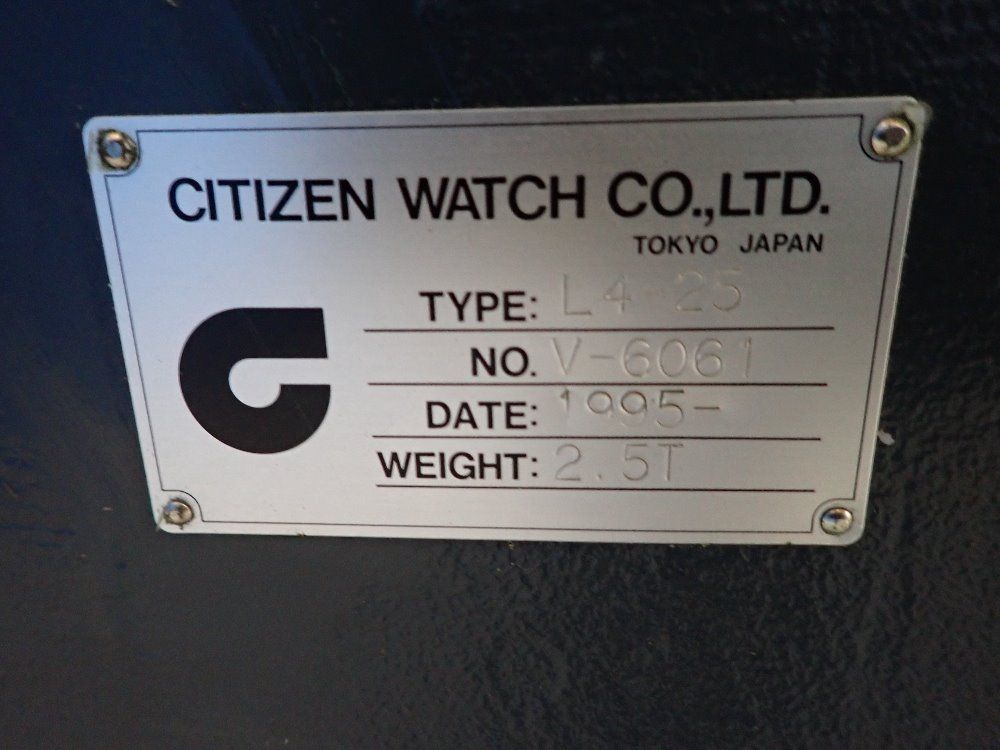 CITIZEN WATCH CO.,LTD.
TOKYO JAPAN
TYPE: L4-25
NO. V-6061
DATE: 1995-
WEIGHT: 2.5T